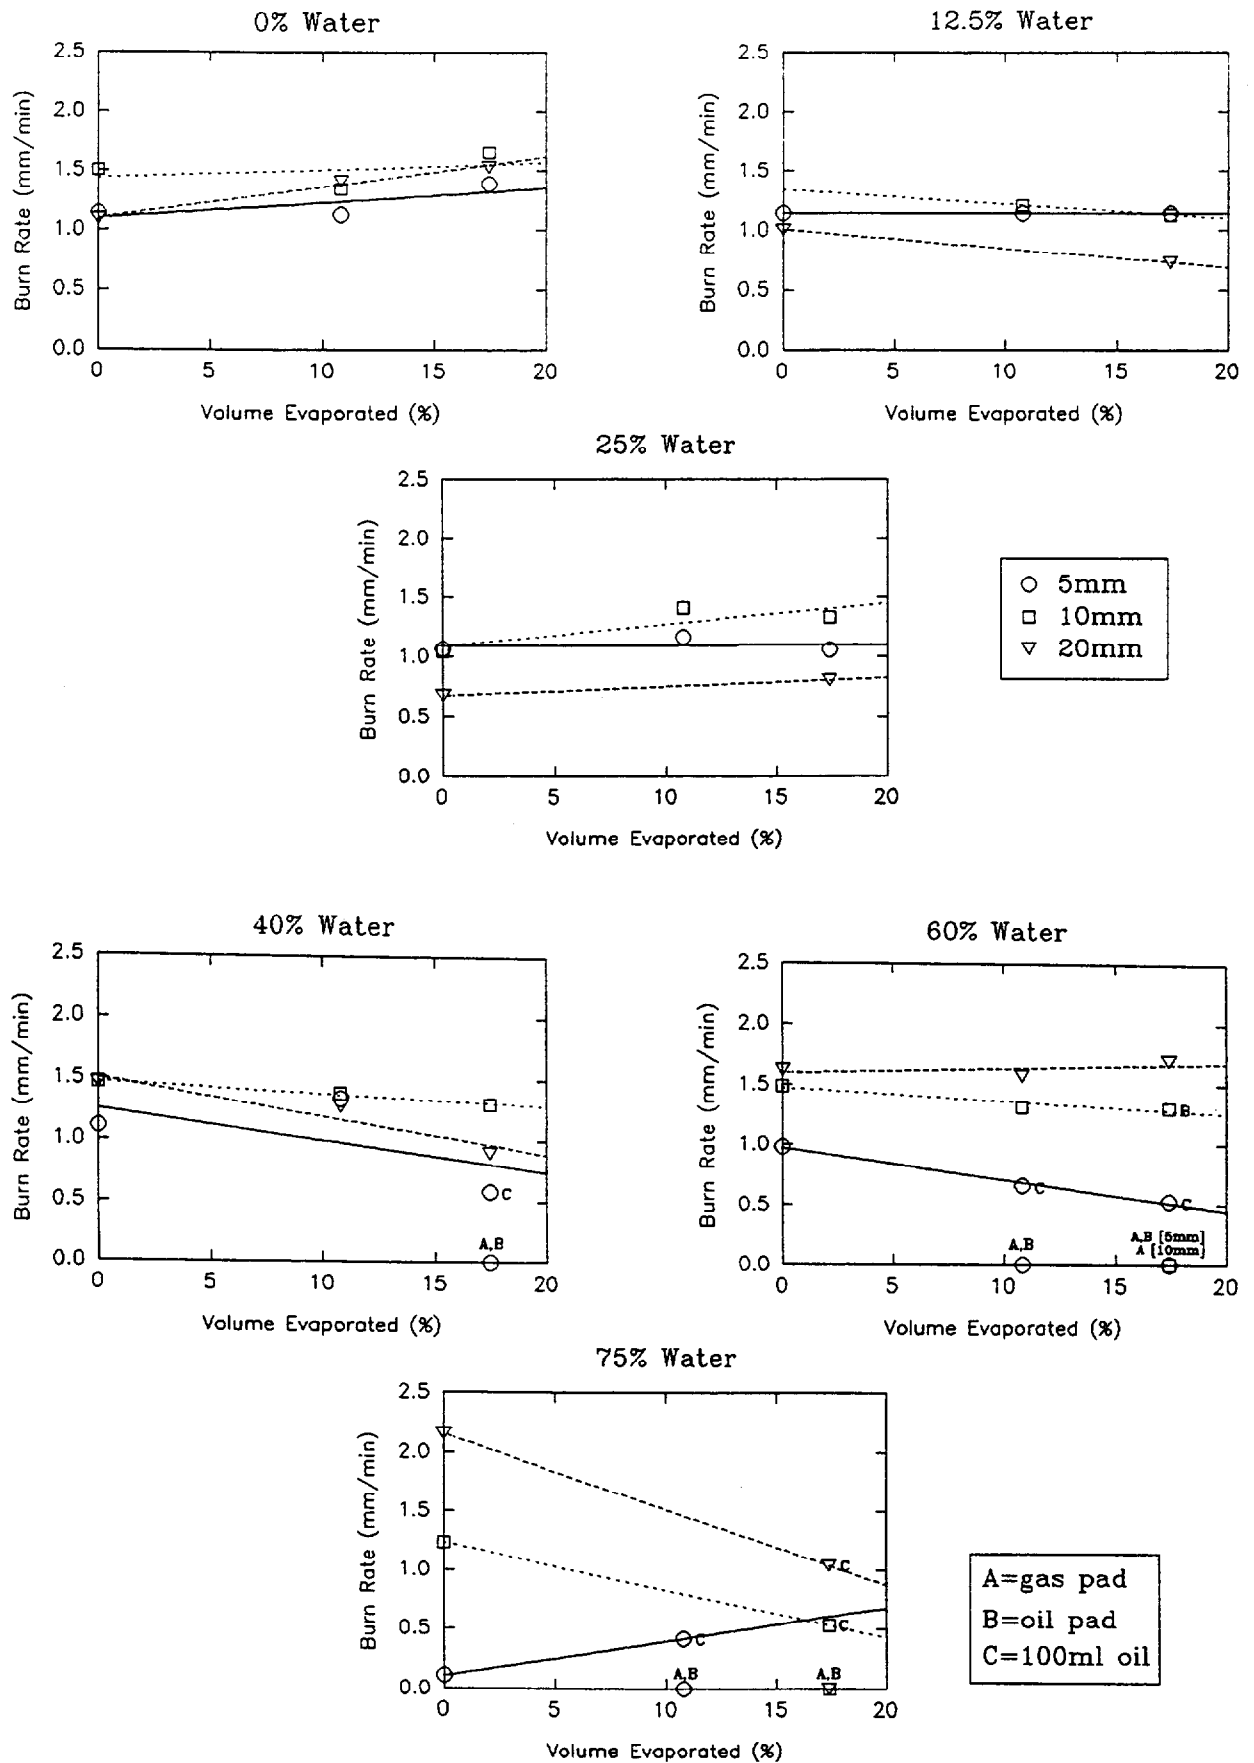 0% Water
2.5
2.0
1.5
1.0
0.5
0.0
Burn Rate (mm/min)
0 5 10 15 20
Volume Evaporated (%)
12.5% Water
2.5
2.0
1.5
1.0
0.5
0.0
Burn Rate (mm/min)
0 5 10 15 20
Volume Evaporated (%)
25% Water
2.5
2.0
1.5
1.0
0.5
0.0
Burn Rate (mm/min)
0 5 10 15 20
Volume Evaporated (%)
5mm
10mm
20mm
40% Water
2.5
2.0
1.5
1.0
0.5
0.0
Burn Rate (mm/min)
C
A,B
0 5 10 15 20
Volume Evaporated (%)
60% Water
2.5
2.0
1.5
1.0
0.5
0.0
Burn Rate (mm/min)
B
C
C
A,B
A,B [5mm]
A [10mm]
0 5 10 15 20
Volume Evaporated (%)
75% Water
2.5
2.0
1.5
1.0
0.5
0.0
Burn Rate (mm/min)
C
C
C
A,B
A,B
0 5 10 15 20
Volume Evaporated (%)
A=gas pad
B=oil pad
C=100ml oil